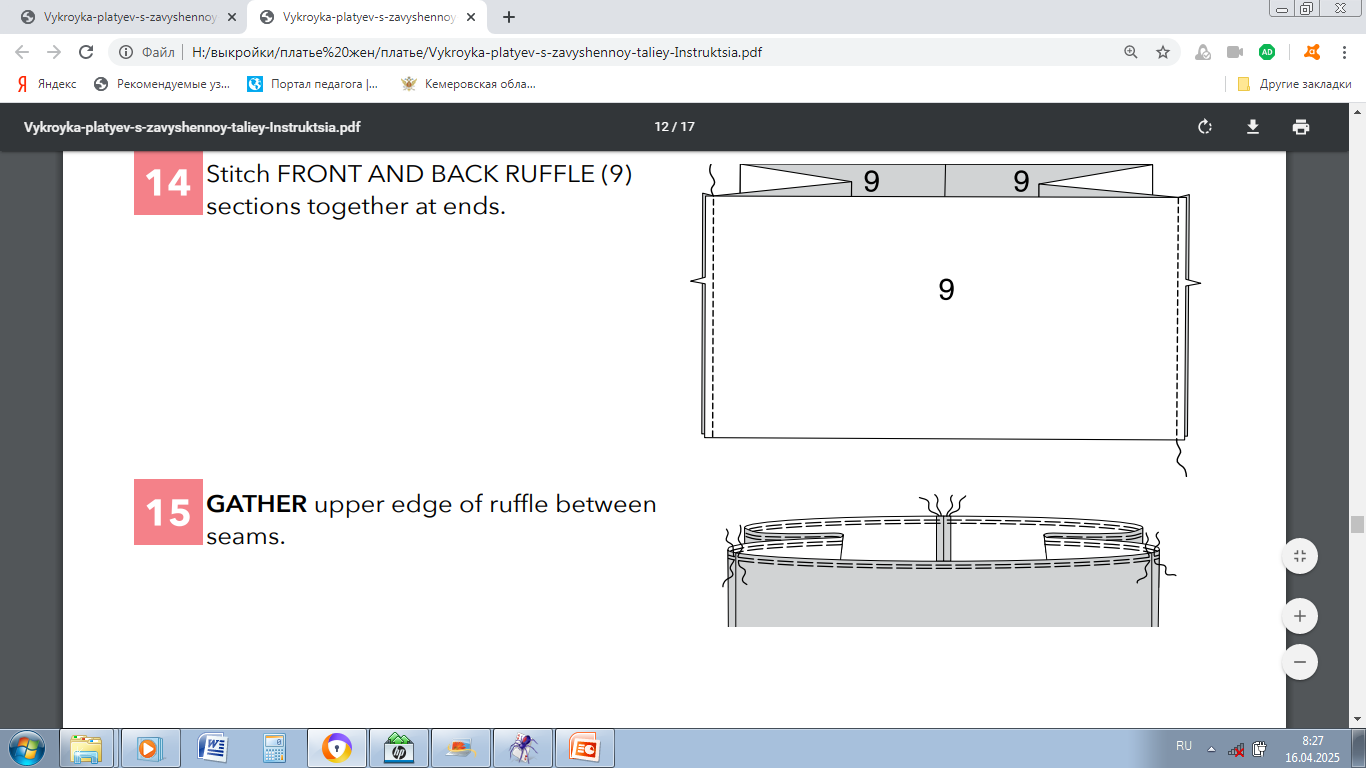 Vykroyka-platyev-s-zavyshennoy
Vykroyka-platyev-s-zavyshennoy
Файл
H:/выкройки/платье%20жен/платье/Vykroyka-platyev-s-zavyshennoy-taliey-Instruktsia.pdf
AD
Яндекс
Рекомендуемые уз...
Портал педагога |...
Кемеровская обла...
Другие закладки
Vykroyka-platyev-s-zavyshennoy-taliey-Instruktsia.pdf
12 / 17
14
Stitch FRONT AND BACK RUFFLE (9)
sections together at ends.
9
9
9
15
GATHER upper edge of ruffle between
seams.
RU
8:27
16.04.2025